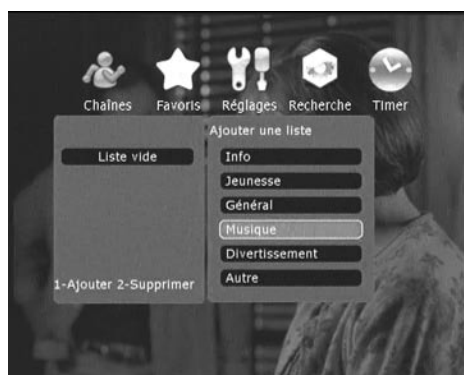 Chaînes Favoris Réglages Recherche Timer
Ajouter une liste
Liste vide
Info
Jeunesse
Général
Musique
Divertissement
Autre
1-Ajouter 2-Supprimer